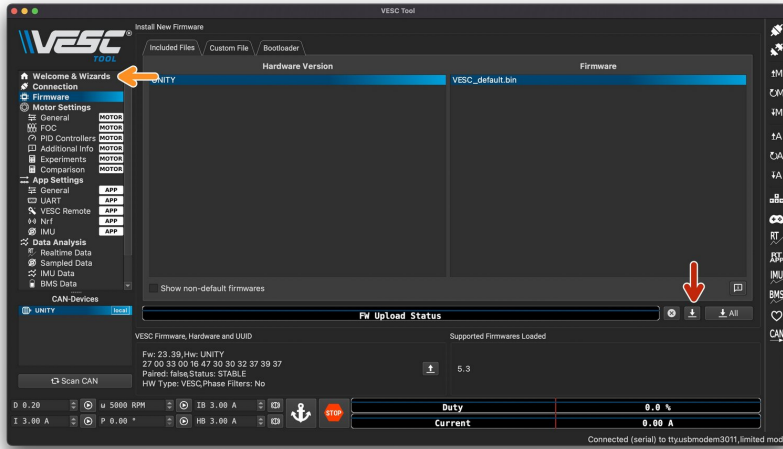 VESC Tool
VESC®
TOOL
Install New Firmware
Included Files
Custom File
Bootloader
Hardware Version
Firmware
UNITY
VESC_default.bin
Welcome & Wizards
Connection
Firmware
Motor Settings
General MOTOR
FOC MOTOR
PID Controllers MOTOR
Additional Info MOTOR
Experiments MOTOR
Comparison MOTOR
App Settings
General APP
UART APP
VESC Remote APP
Nrf APP
IMU APP
Data Analysis
Realtime Data
Sampled Data
IMU Data
BMS Data
CAN-Devices
UNITY local
Scan CAN
Show non-default firmwares
FW Upload Status
All
VESC Firmware, Hardware and UUID
Fw: 23.39,Hw: UNITY
27 00 33 00 16 47 30 30 32 37 39 37
Paired: false,Status: STABLE
HW Type: VESC,Phase Filters: No
Supported Firmwares Loaded
5.3
D 0.20
ω 5000 RPM
IB 3.00 A
I 3.00 A
P 0.00 °
HB 3.00 A
STOP
Duty
0.0 %
Current
0.00 A
Connected (serial) to tty.usbmodem3011,limited mod
M
M
M
A
A
A
RT
RT
APP
IMU
BMS
CAN